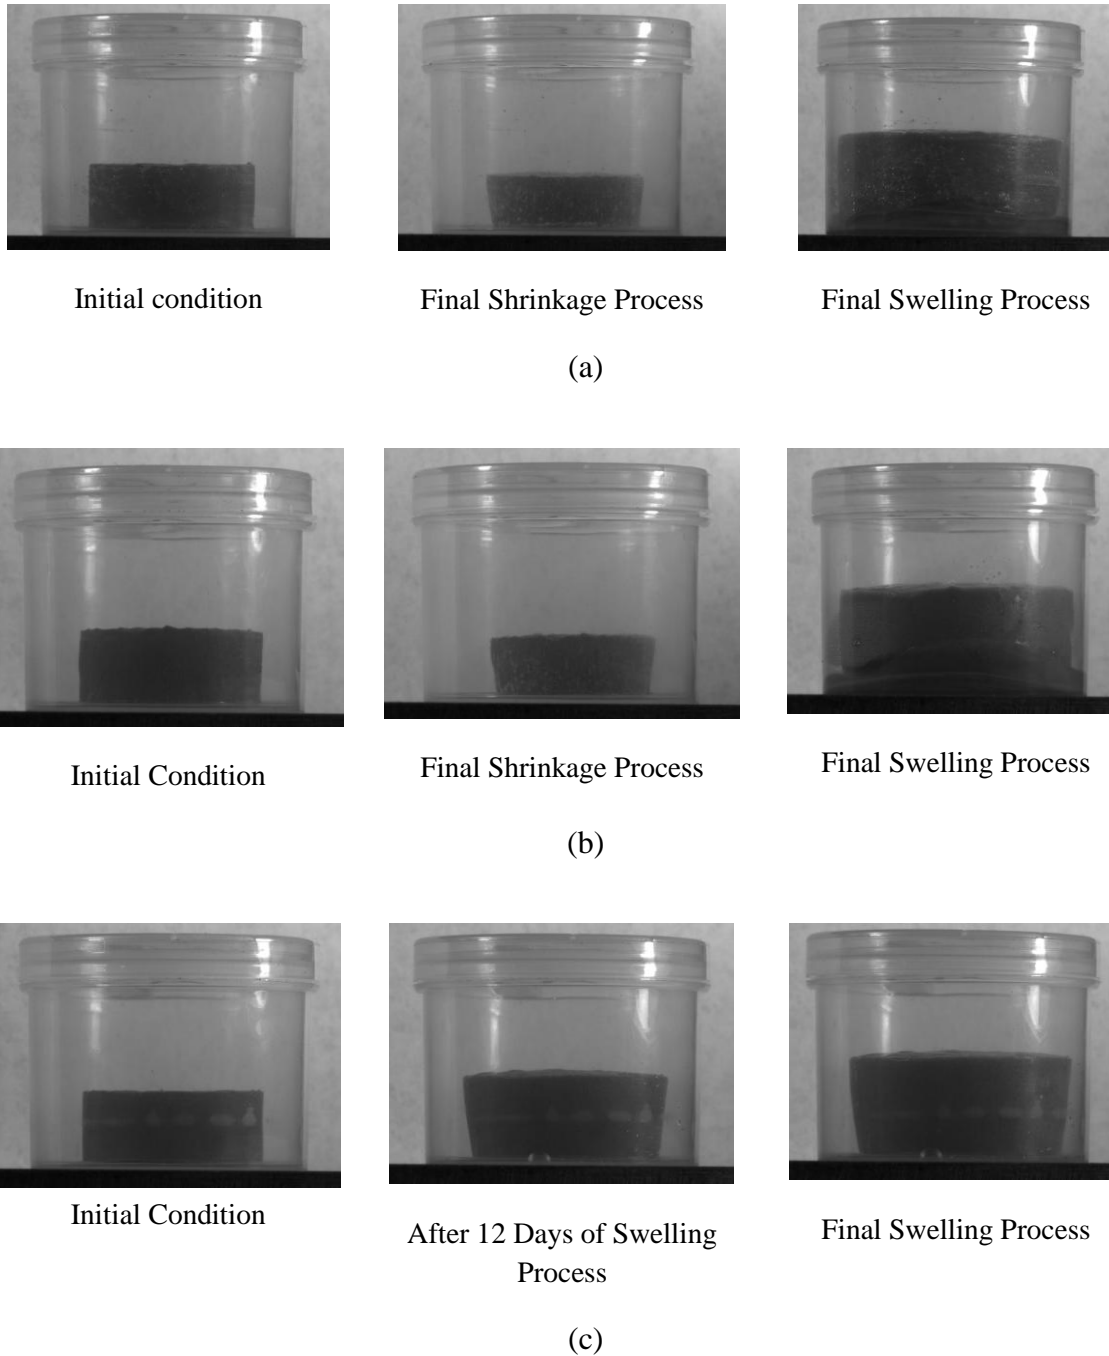 Initial condition
Final Shrinkage Process
Final Swelling Process
(a)
Initial Condition
Final Shrinkage Process
Final Swelling Process
(b)
Initial Condition
After 12 Days of Swelling
Process
Final Swelling Process
(c)